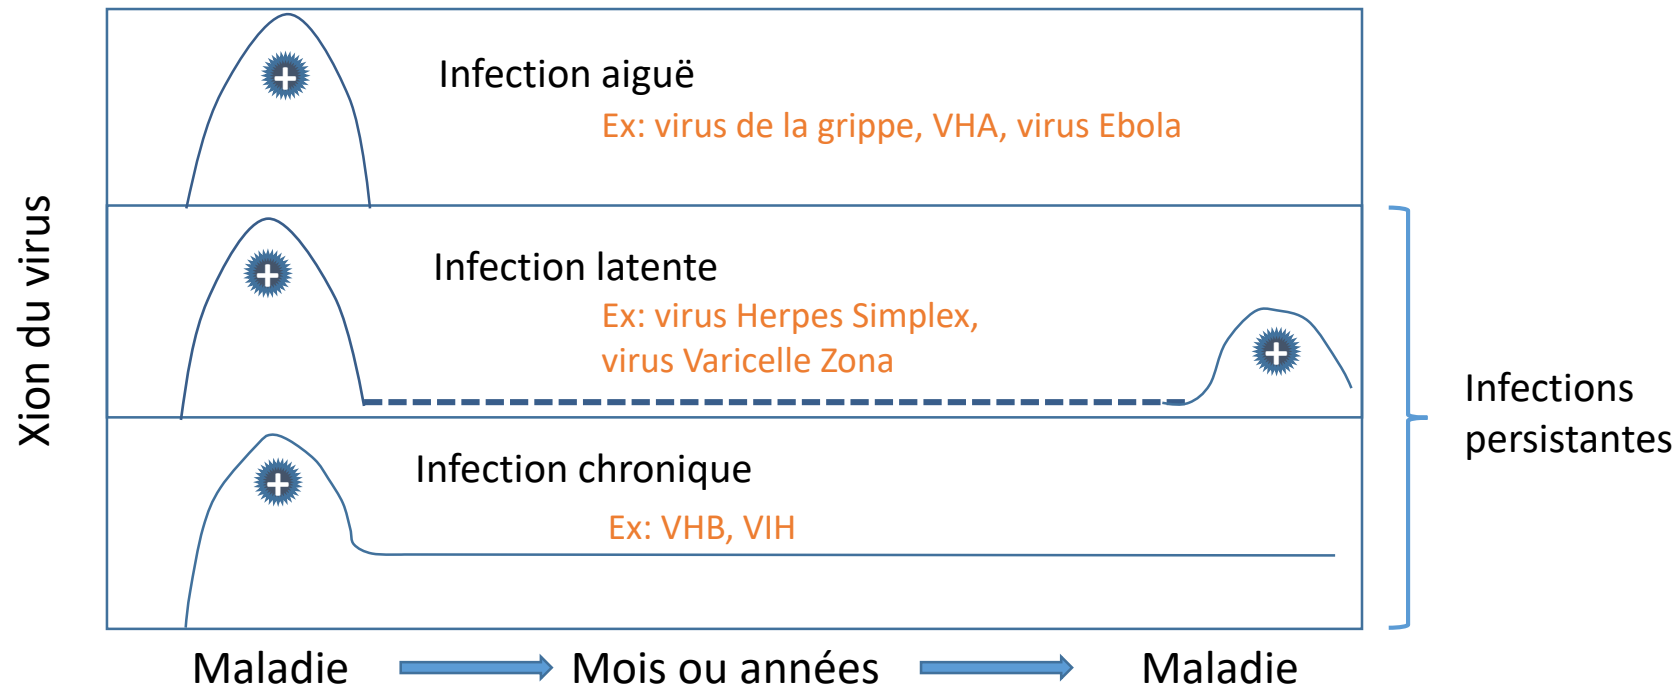 Xion du virus
Infection aiguë
Ex: virus de la grippe, VHA, virus Ebola
Infection latente
Ex: virus Herpes Simplex,
virus Varicelle Zona
Infection chronique
Ex: VHB, VIH
Infections
persistantes
Maladie
Mois ou années
Maladie